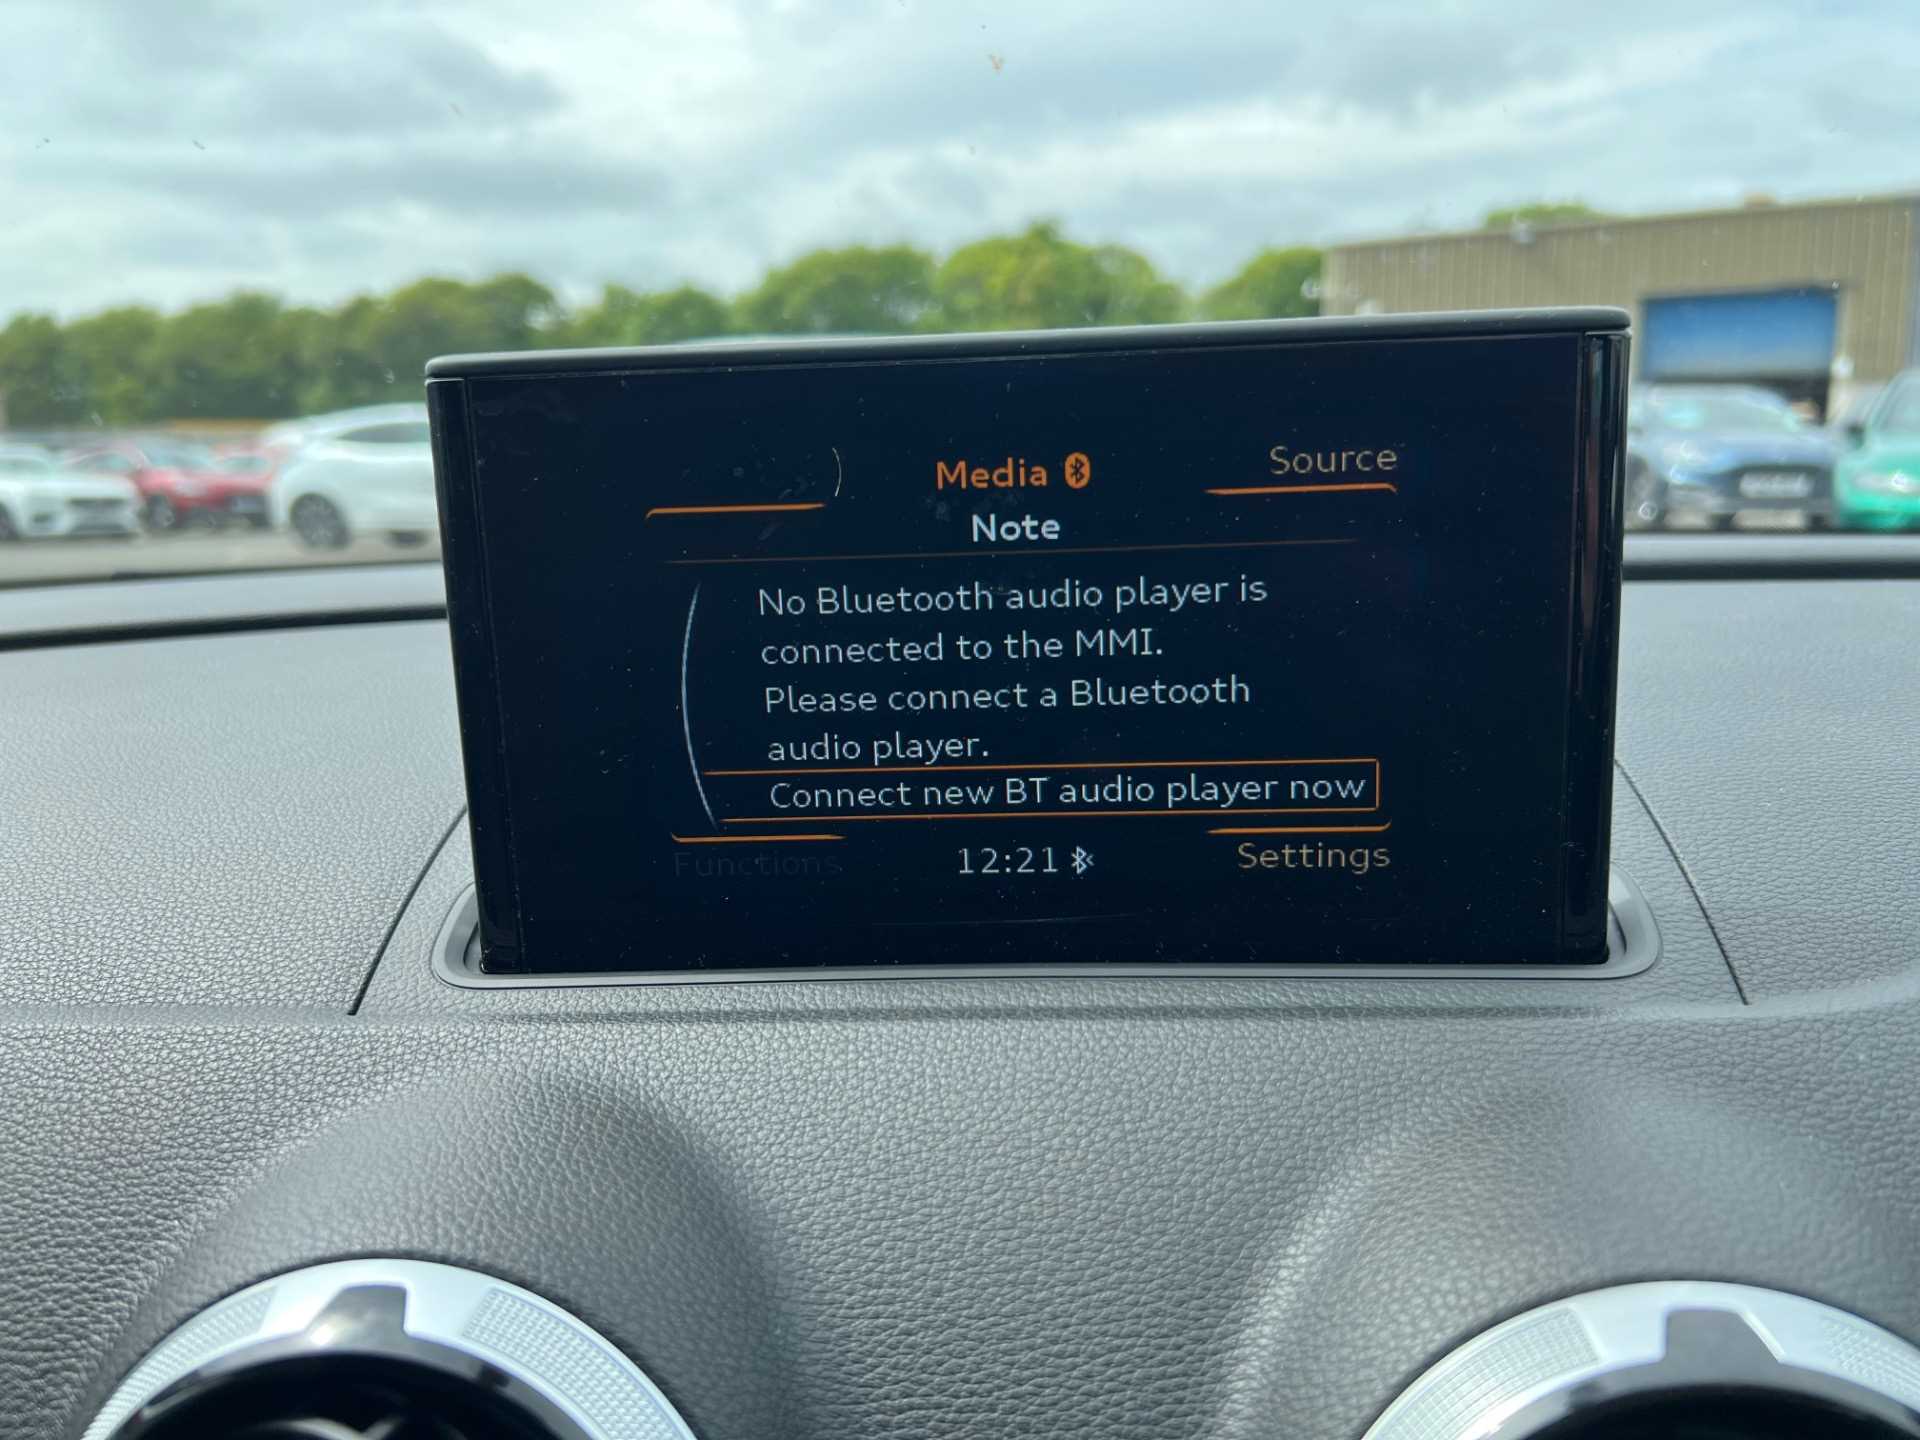 Media
Source
Note
No Bluetooth audio player is
connected to the MMI.
Please connect a Bluetooth
audio player.
Connect new BT audio player now
Functions
12:21
Settings